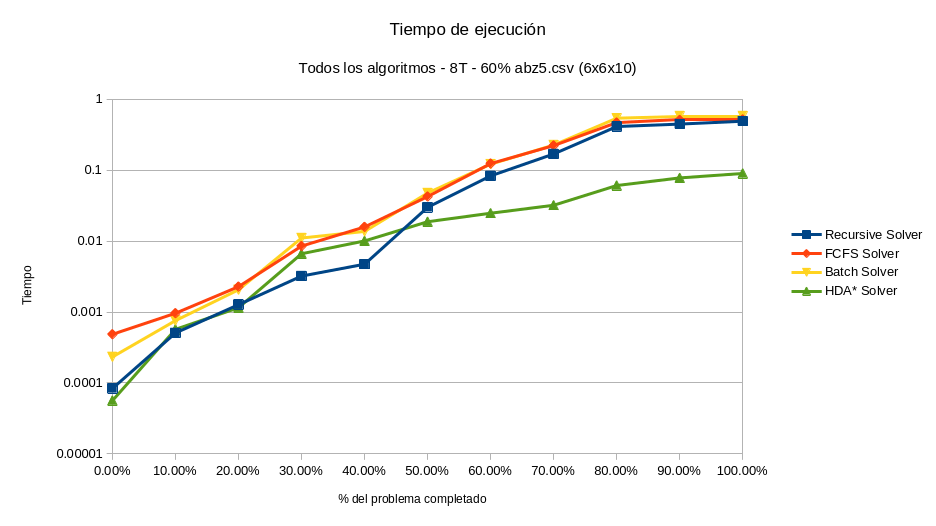 Tiempo de ejecución
Todos los algoritmos - 8T - 60% abz5.csv (6x6x10)
1
0.1
0.01
0.001
0.0001
0.00001
Tiempo
0.00% 10.00% 20.00% 30.00% 40.00% 50.00% 60.00% 70.00% 80.00% 90.00% 100.00%
% del problema completado
Recursive Solver
FCFS Solver
Batch Solver
HDA* Solver